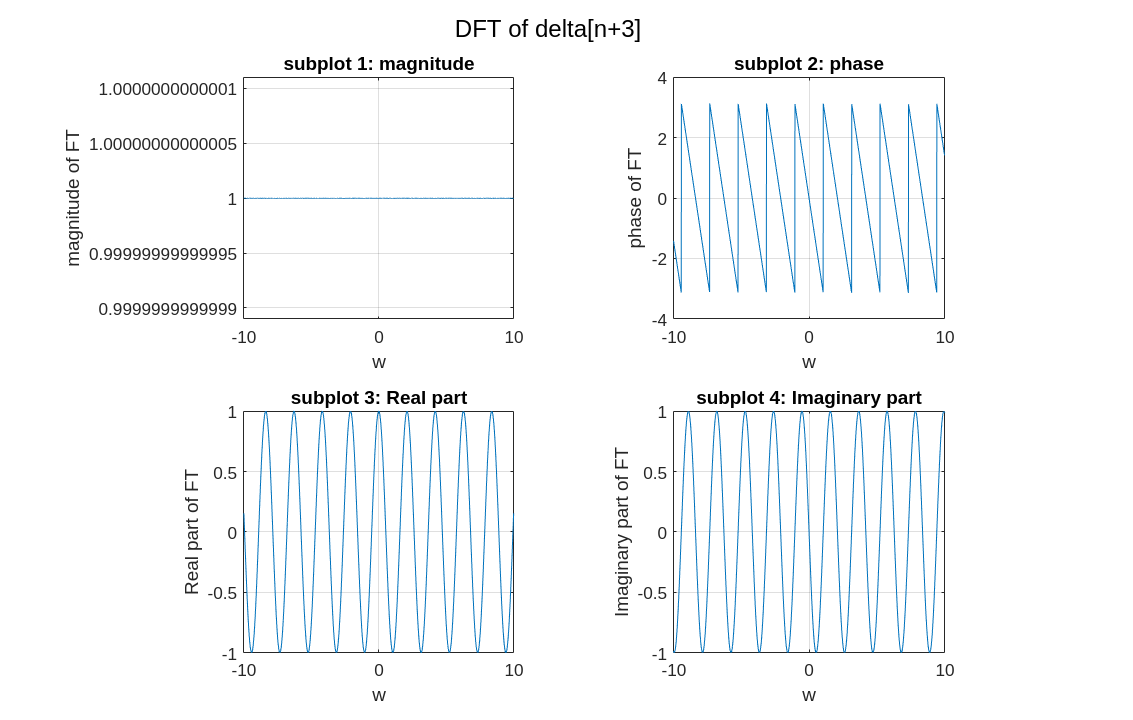 DFT of delta[n+3]
subplot 1: magnitude
magnitude of FT
1.0000000000001
1.00000000000005
1
0.99999999999995
0.9999999999999
-10 0 10
w
subplot 2: phase
phase of FT
4
2
0
-2
-4
-10 0 10
w
subplot 3: Real part
Real part of FT
1
0.5
0
-0.5
-1
-10 0 10
w
subplot 4: Imaginary part
Imaginary part of FT
1
0.5
0
-0.5
-1
-10 0 10
w